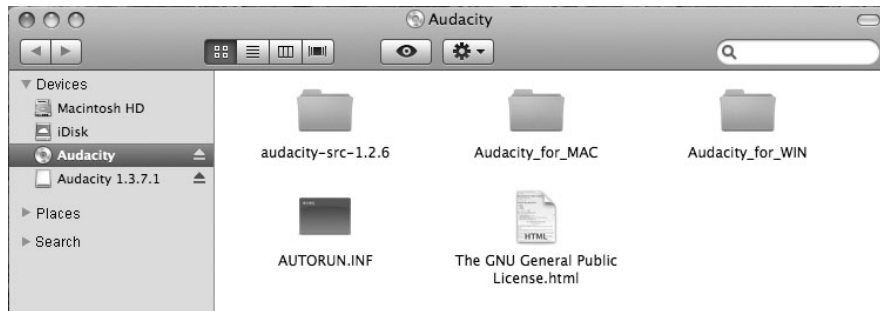 Audacity
Devices
Macintosh HD
iDisk
Audacity
Audacity 1.3.7.1
Places
Search
audacity-src-1.2.6
Audacity_for_MAC
Audacity_for_WIN
AUTORUN.INF
HTML
The GNU General Public
License.html